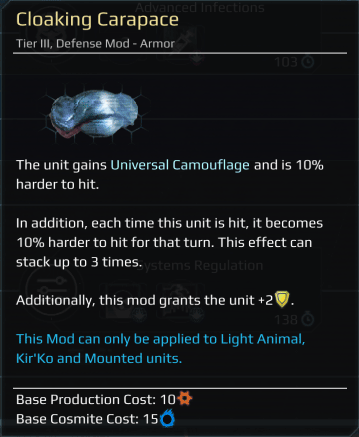 Advanced Infections
Cloaking Carapace
Tier III, Defense Mod - Armor
103
The unit gains Universal Camouflage and is 10%
harder to hit.
In addition, each time this unit is hit, it becomes
10% harder to hit for that turn. This effect can
stack up to 3 times.
Systems Regulation
Additionally, this mod grants the unit +2.
138
This Mod can only be applied to Light Animal,
Kir'Ko and Mounted units.
Base Production Cost: 10
Base Cosmite Cost: 15